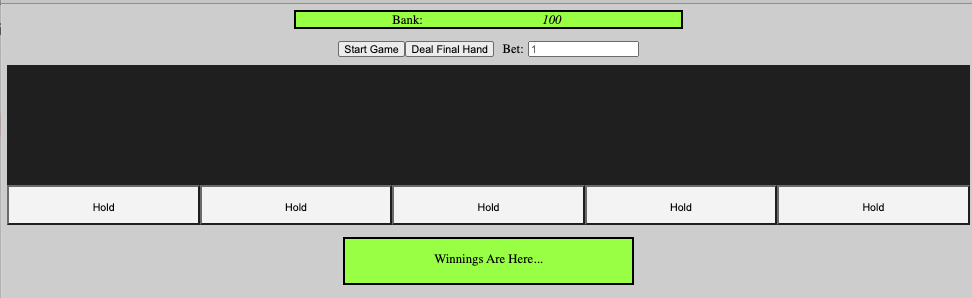 Bank: 100
Start Game Deal Final Hand Bet: 1
Hold Hold Hold Hold Hold
Winnings Are Here...